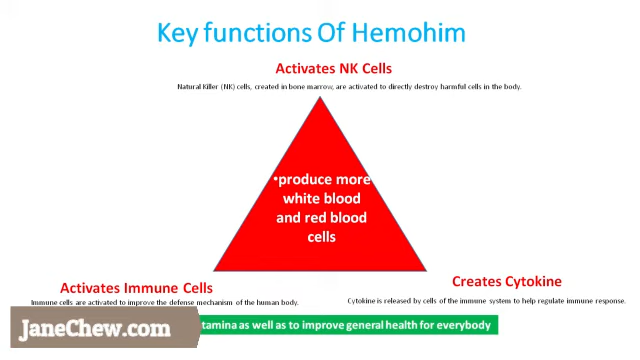 Key functions Of Hemohim
Activates NK Cells
Natural Killer (NK) cells, created in bone marrow, are activated to directly destroy harmful cells in the body.
•produce more
white blood
and red blood
cells
Activates Immune Cells
Immune cells are activated to improve the defense mechanism of the human body.
Creates Cytokine
Cytokine is released by cells of the immune system to help regulate immune response.
JaneChew.com
tamina as well as to improve general health for everybody